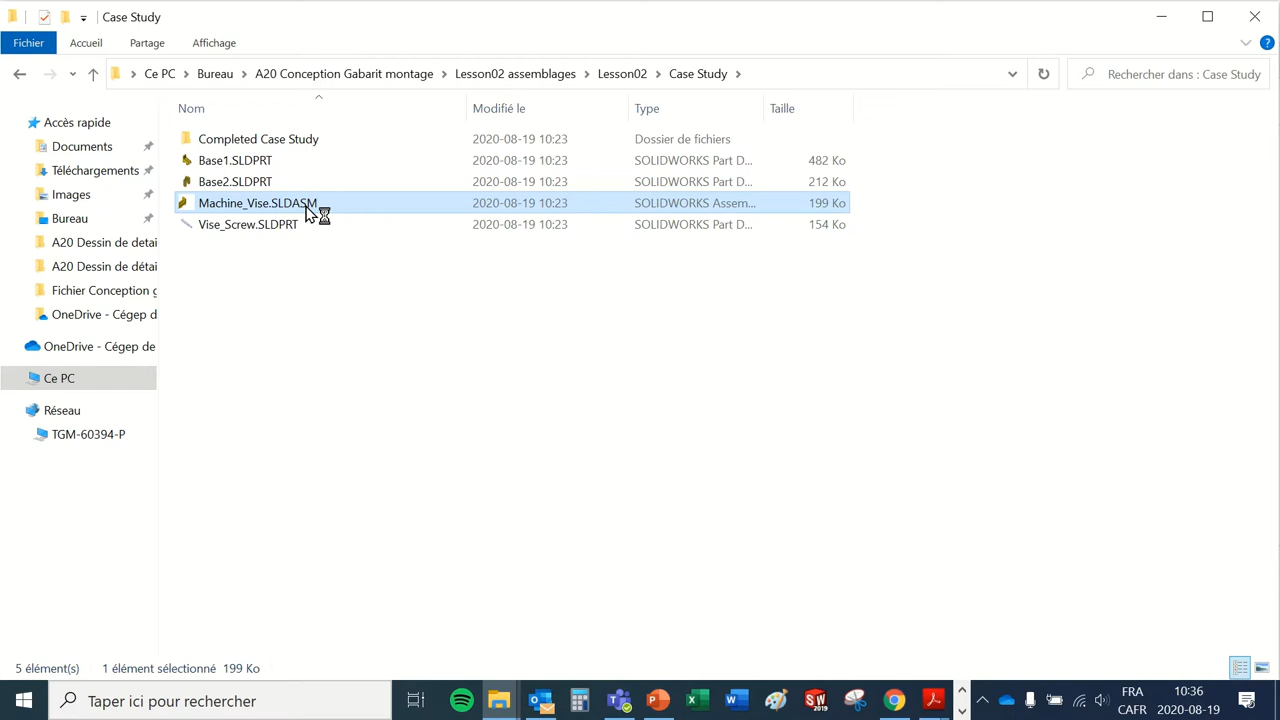 Case Study
Fichier Accueil Partage Affichage
Ce PC Bureau A20 Conception Gabarit montage Lesson02 assemblages Lesson02 Case Study Rechercher dans : Case Study
Nom Modifié le Type Taille
Accès rapide
Documents
Téléchargements
Images
Bureau
A20 Dessin de détai
A20 Dessin de détai
Fichier Conception g
OneDrive - Cégep d
OneDrive - Cégep de
Ce PC
Réseau
TGM-60394-P
Completed Case Study 2020-08-19 10:23 Dossier de fichiers
Base1.SLDPRT 2020-08-19 10:23 SOLIDWORKS Part D... 482 Ko
Base2.SLDPRT 2020-08-19 10:23 SOLIDWORKS Part D... 212 Ko
Machine_Vise.SLDASM 2020-08-19 10:23 SOLIDWORKS Assem... 199 Ko
Vise_Screw.SLDPRT 2020-08-19 10:23 SOLIDWORKS Part D... 154 Ko
5 élément(s) 1 élément sélectionné 199 Ko
Taper ici pour rechercher
SW
2019
FRA
CAFR
10:36
2020-08-19